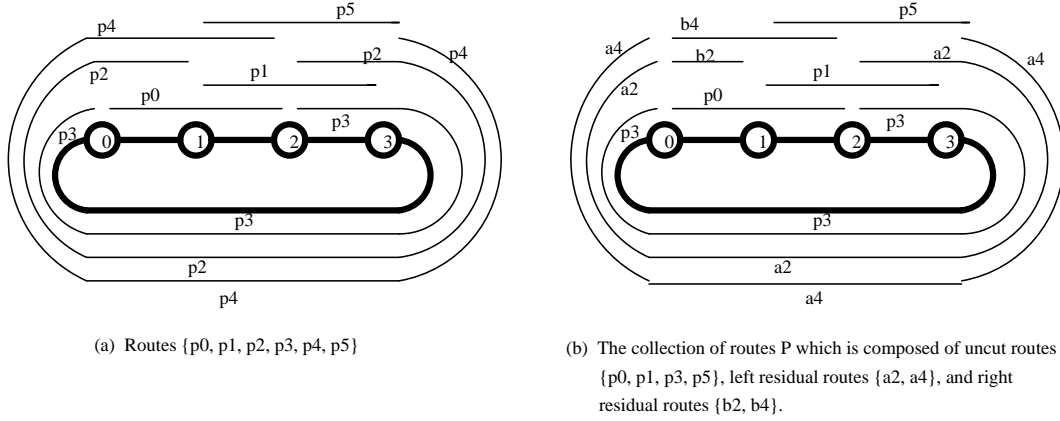 p5
p4
p4
p2
p2
p1
p0
p3
p3
0
1
2
3
p3
p2
p4
(a) Routes {p0, p1, p2, p3, p4, p5}
p5
b4
a4
a4
b2
a2
a2
p1
p0
p3
p3
0
1
2
3
p3
a2
a4
(b) The collection of routes P which is composed of uncut routes
{p0, p1, p3, p5}, left residual routes {a2, a4}, and right
residual routes {b2, b4}.